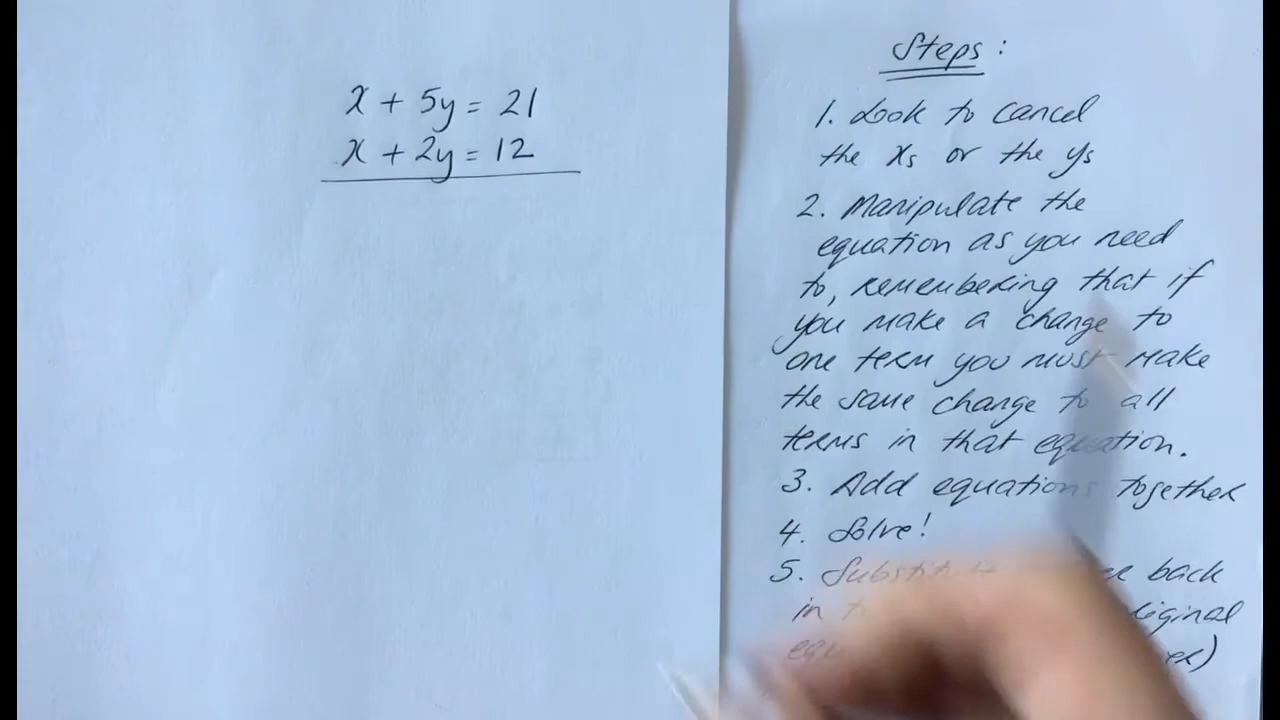 x + 5y = 21
x + 2y = 12
Steps :
1. Look to cancel
the xs or the ys
2. Manipulate the
equation as you need
to, remembering that if
you make a change to
one term you must make
the same change to all
terms in that equation.
3. Add equations together
4. Solve!
5. back
in original